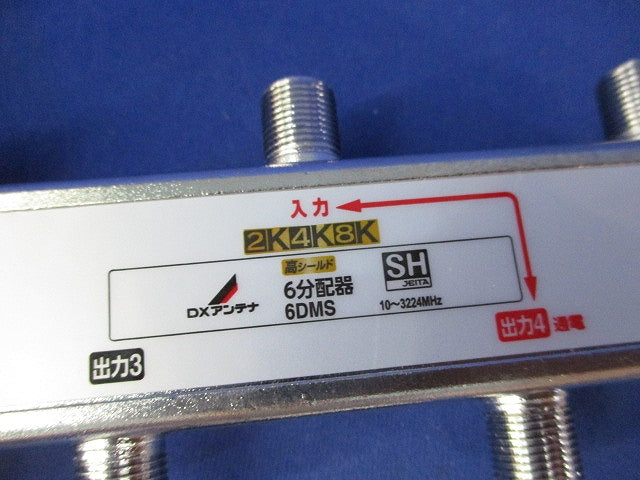 入力
2K4K8K
高シールド
SH
JEITA
DXアンテナ
6分配器
6DMS
10~3224MHz
出力4 通電
出力3